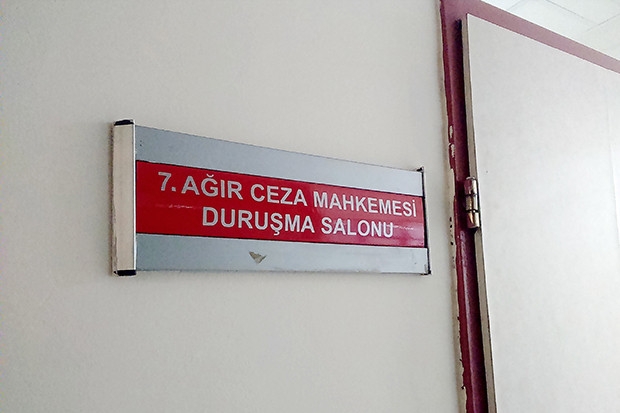 7. AĞIR CEZA MAHKEMESİ
DURUŞMA SALONU